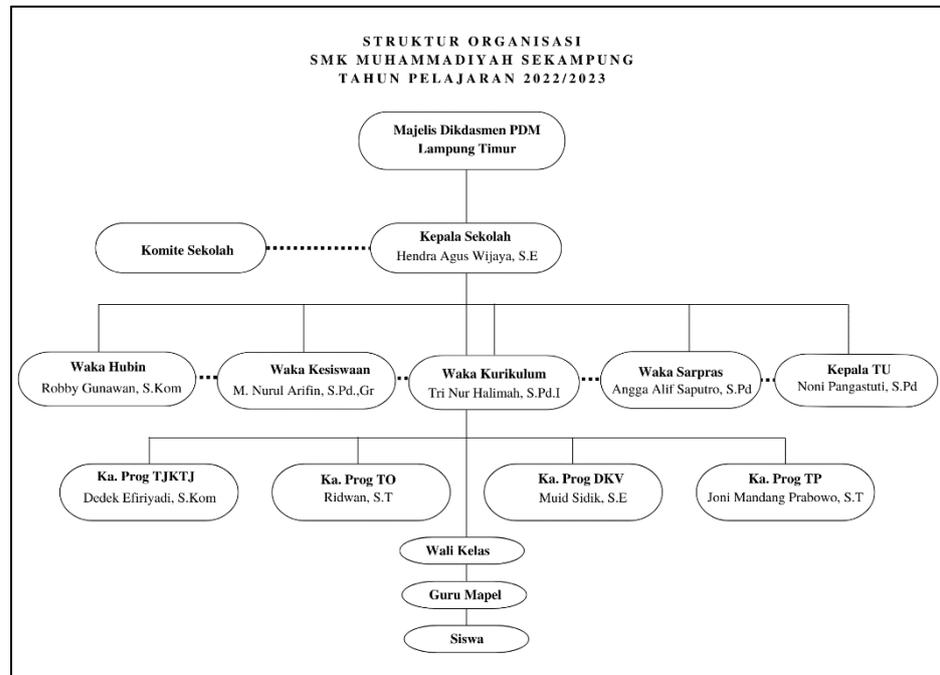 STRUKTUR ORGANISASI
SMK MUHAMMADIYAH SEKAMPUNG
TAHUN PELAJARAN 2022/2023
Majelis Dikdasmen PDM
Lampung Timur
Komite Sekolah
Kepala Sekolah
Hendra Agus Wijaya, S.E
Waka Hubin
Robby Gunawan, S.Kom
Waka Kesiswaan
M. Nurul Arifin, S.Pd.,Gr
Waka Kurikulum
Tri Nur Halimah, S.Pd.I
Waka Sarpras
Angga Alif Saputro, S.Pd
Kepala TU
Noni Pangastuti, S.Pd
Ka. Prog TJKTJ
Dedek Efiriyadi, S.Kom
Ka. Prog TO
Ridwan, S.T
Ka. Prog DKV
Muid Sidik, S.E
Ka. Prog TP
Joni Mandang Prabowo, S.T
Wali Kelas
Guru Mapel
Siswa